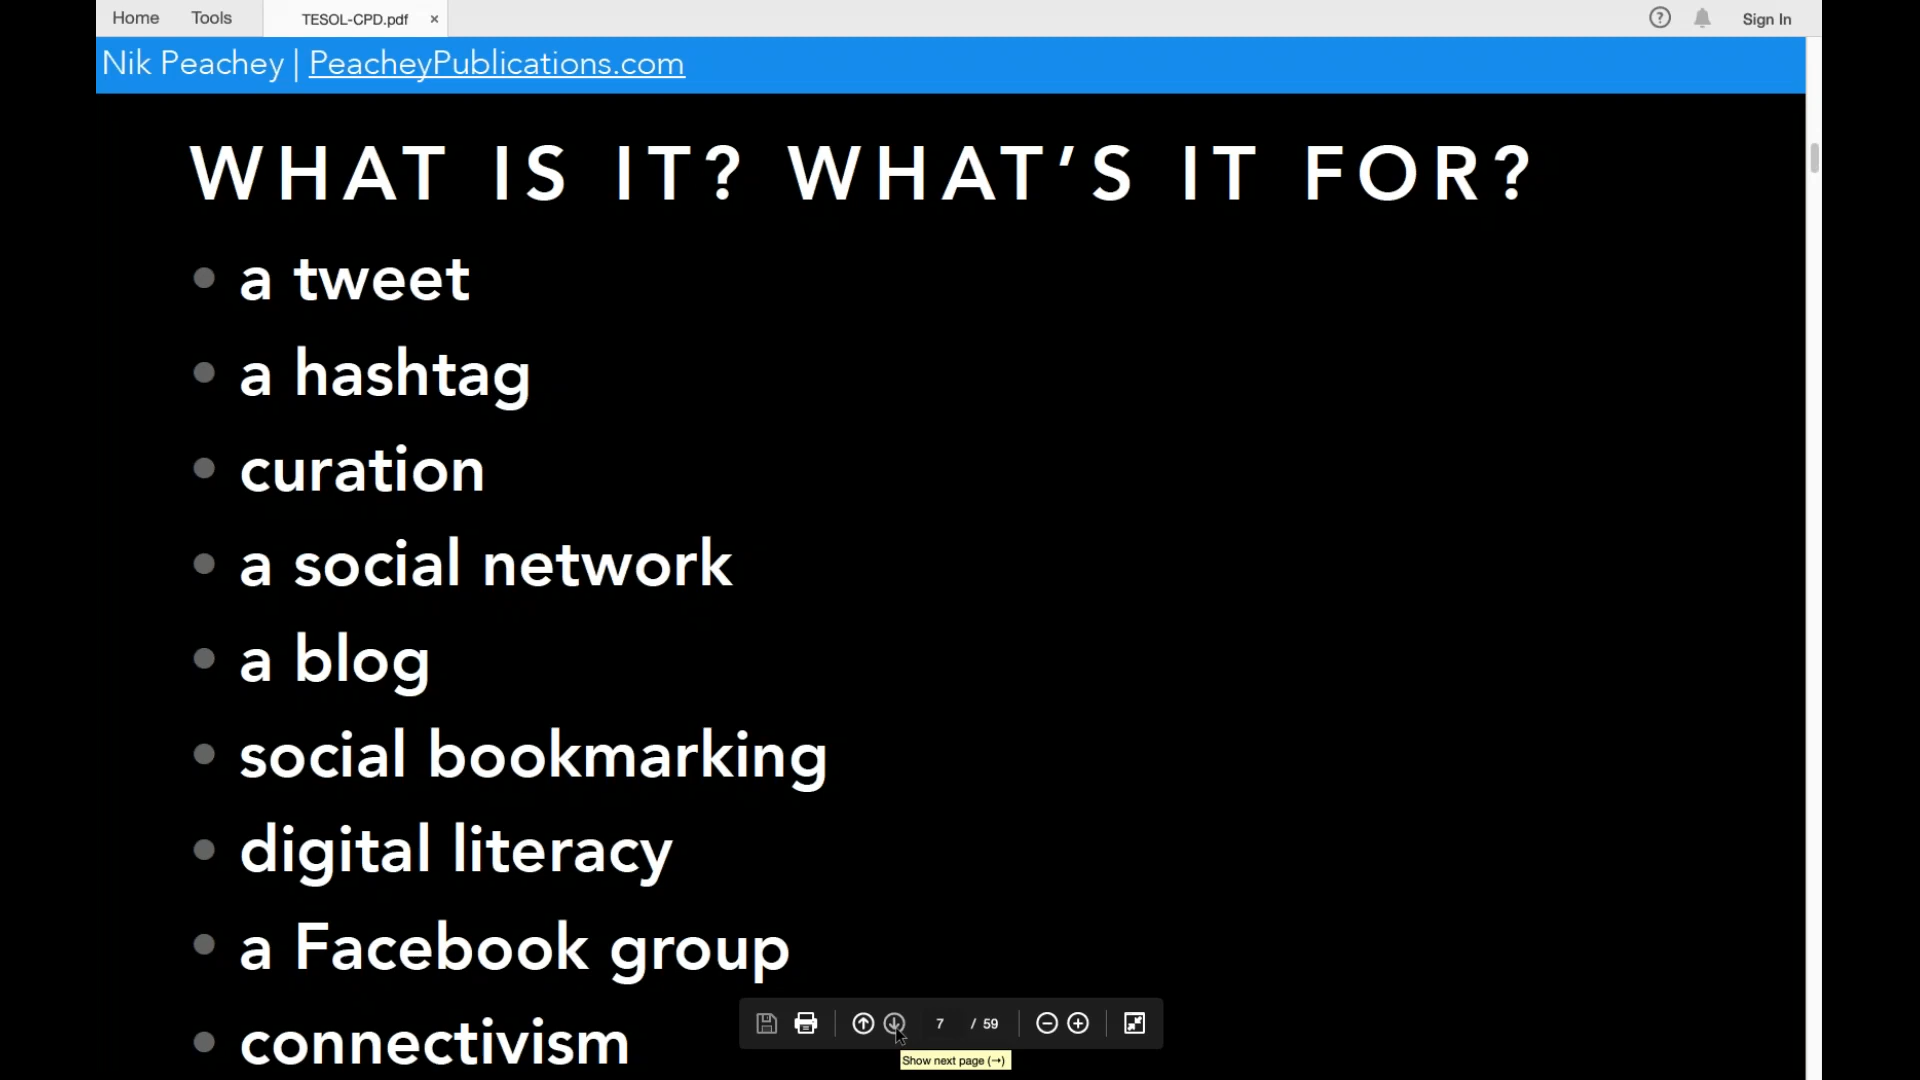 Home Tools TESOL-CPD.pdf × ? Sign In
Nik Peachey | PeacheyPublications.com
WHAT IS IT? WHAT'S IT FOR?
• a tweet
• a hashtag
• curation
• a social network
• a blog
• social bookmarking
• digital literacy
• a Facebook group
• connectivism
7 / 59
Show next page (→)